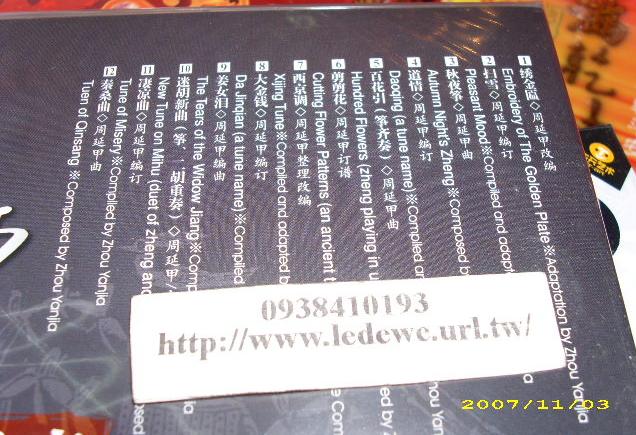 1 绣金匾◇周延甲改编
Embroidery of The Golden Plate※Adaptation by Zhou Yanjia
2 扫雪◇周延甲编订
Pleasant Mood※Compiled and adapt
3 秋夜筝◇周延甲曲
Autumn Night's Zheng※Composed b
4 道情◇周延甲编订
Daoqing (a tune name)※Compiled an
5 百花引（筝齐奏）◇周延甲曲
Hundred Flowers (zheng playing in u
6 剪剪花◇周延甲订谱
Cutting Flower Patterns (an ancient t
7 西京调◇周延甲整理改编
Xijing Tune※Compiled and adapted b
8 大金钱◇周延甲编订
Da Jinqian (a tune name)※Compiled
9 姜女泪◇周延甲编曲
The Tears of the Widow Jiang※Com
10 迷胡新曲（筝、二胡重奏）◇周延甲
New Tune on Mihu (duet of zheng and
11 凄凉曲◇周延甲编订
Tune of Misery※Compiled by Zhou Yanjia
12 秦桑曲◇周延甲曲
Tuen of Qinsang ※Composed by Zhou Yanjia
0938410193
http://www.ledewe.url.tw/
2007/11/03